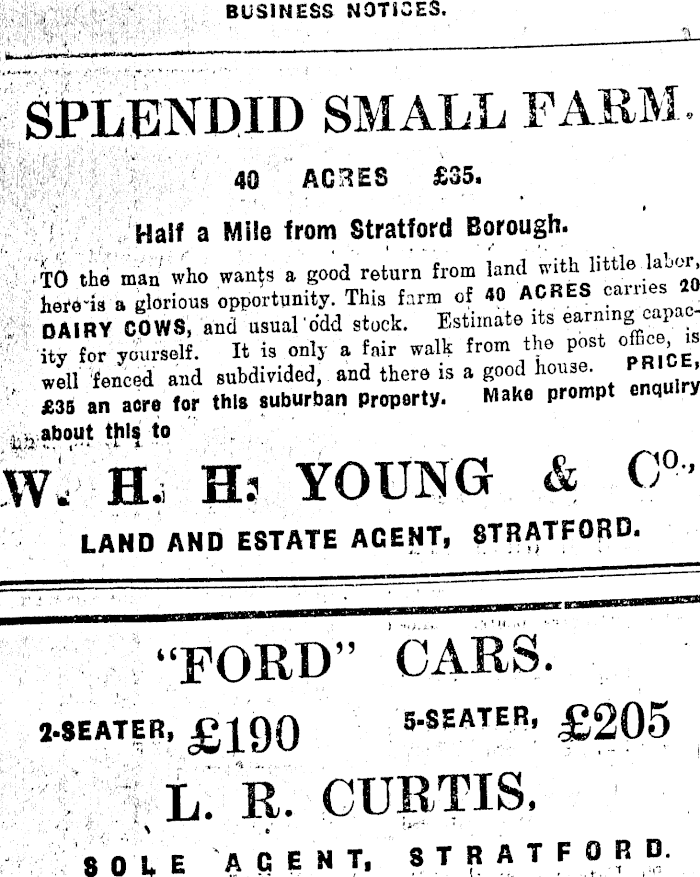 BUSINESS NOTICES.
SPLENDID SMALL FARM.
40 ACRES £35.
Half a Mile from Stratford Borough.
TO the man who wants a good return from land with little labor,
here is a glorious opportunity. This farm of 40 ACRES carries 20
DAIRY COWS, and usual odd stock. Estimate its earning capac-
ity for yourself. It is only a fair walk from the post office, is
well fenced and subdivided, and there is a good house. PRICE,
£35 an acre for this suburban property. Make prompt enquiry
about this to
W. H. H. YOUNG & Co.,
LAND AND ESTATE AGENT, STRATFORD.
"FORD" CARS.
2-SEATER, £190 5-SEATER, £205
L. R. CURTIS,
SOLE AGENT, STRATFORD.